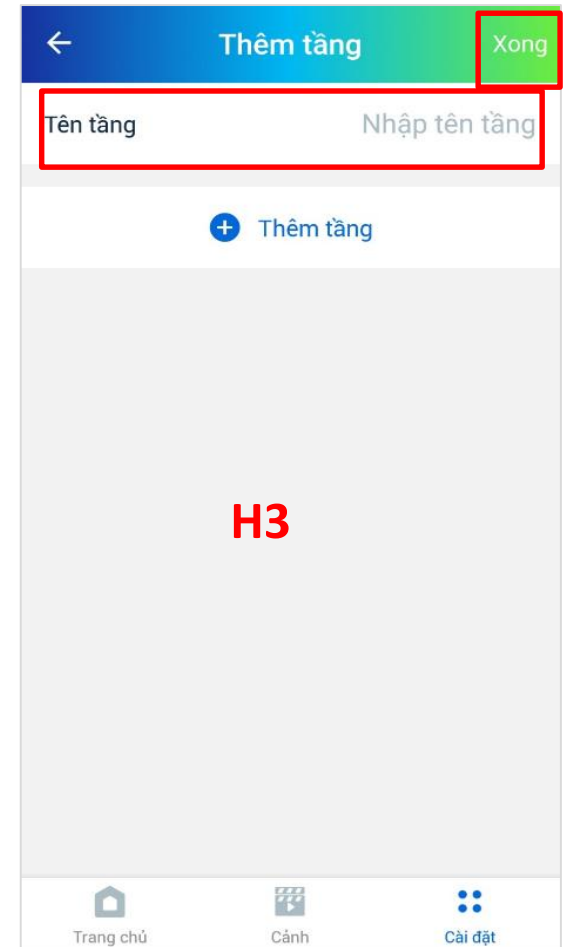 Thêm tầng Xong
Tên tầng Nhập tên tầng
Thêm tầng
H3
Trang chủ Cảnh Cài đặt